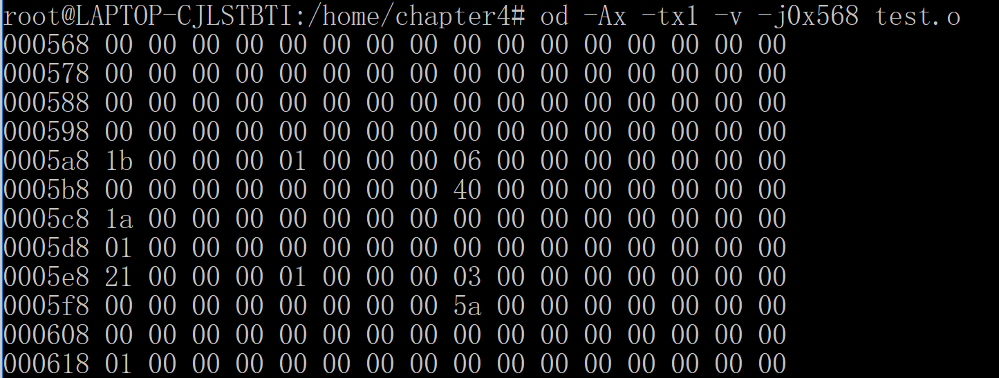 root@LAPTOP-CJLSTBTI:/home/chapter4# od -Ax -tx1 -v -j0x568 test.o
000568 00 00 00 00 00 00 00 00 00 00 00 00 00 00 00 00
000578 00 00 00 00 00 00 00 00 00 00 00 00 00 00 00 00
000588 00 00 00 00 00 00 00 00 00 00 00 00 00 00 00 00
000598 00 00 00 00 00 00 00 00 00 00 00 00 00 00 00 00
0005a8 1b 00 00 00 01 00 00 00 06 00 00 00 00 00 00 00
0005b8 00 00 00 00 00 00 00 00 40 00 00 00 00 00 00 00
0005c8 1a 00 00 00 00 00 00 00 00 00 00 00 00 00 00 00
0005d8 01 00 00 00 00 00 00 00 00 00 00 00 00 00 00 00
0005e8 21 00 00 00 01 00 00 00 03 00 00 00 00 00 00 00
0005f8 00 00 00 00 00 00 00 00 5a 00 00 00 00 00 00 00
000608 00 00 00 00 00 00 00 00 00 00 00 00 00 00 00 00
000618 01 00 00 00 00 00 00 00 00 00 00 00 00 00 00 00